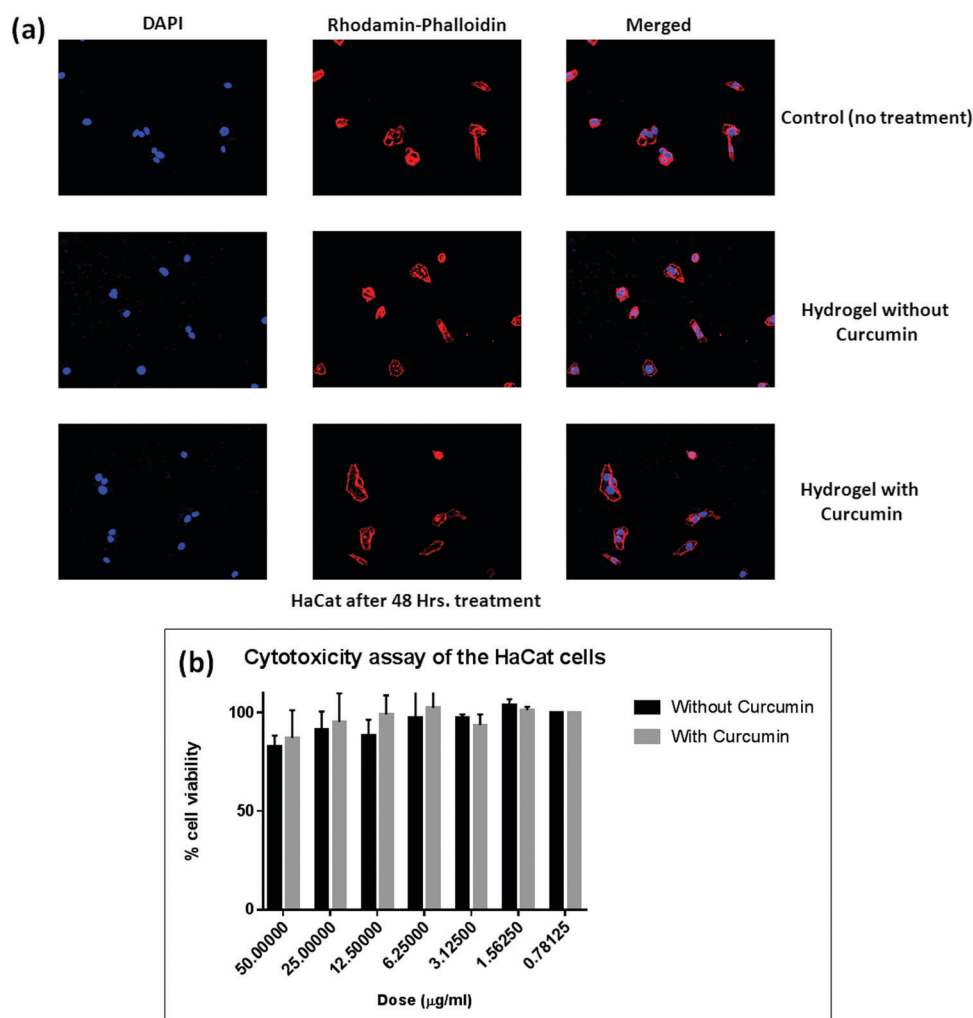 (a)
DAPI
Rhodamin-Phalloidin
Merged
Control (no treatment)
Hydrogel without
Curcumin
Hydrogel with
Curcumin
HaCat after 48 Hrs. treatment
(b)
Cytotoxicity assay of the HaCat cells
Without Curcumin
With Curcumin
% cell viability
100
50
0
50.00000
25.00000
12.50000
6.25000
3.12500
1.56250
0.78125
Dose (μg/ml)